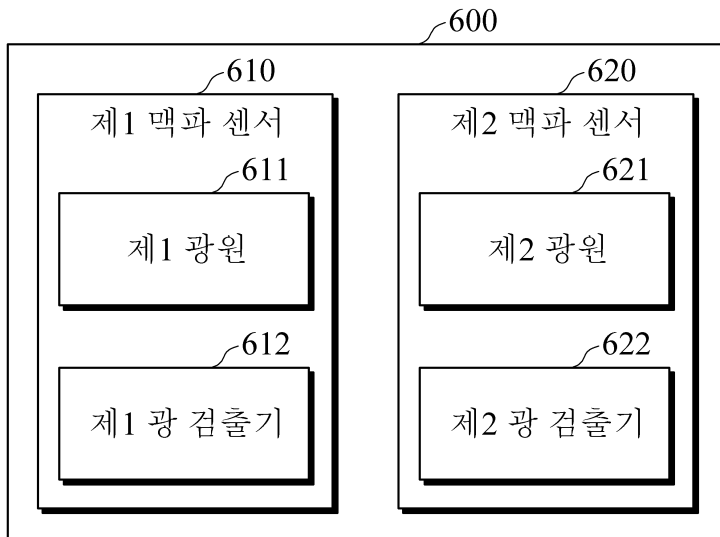 600
610
제1 맥파 센서
611
제1 광원
612
제1 광 검출기
620
제2 맥파 센서
621
제2 광원
622
제2 광 검출기